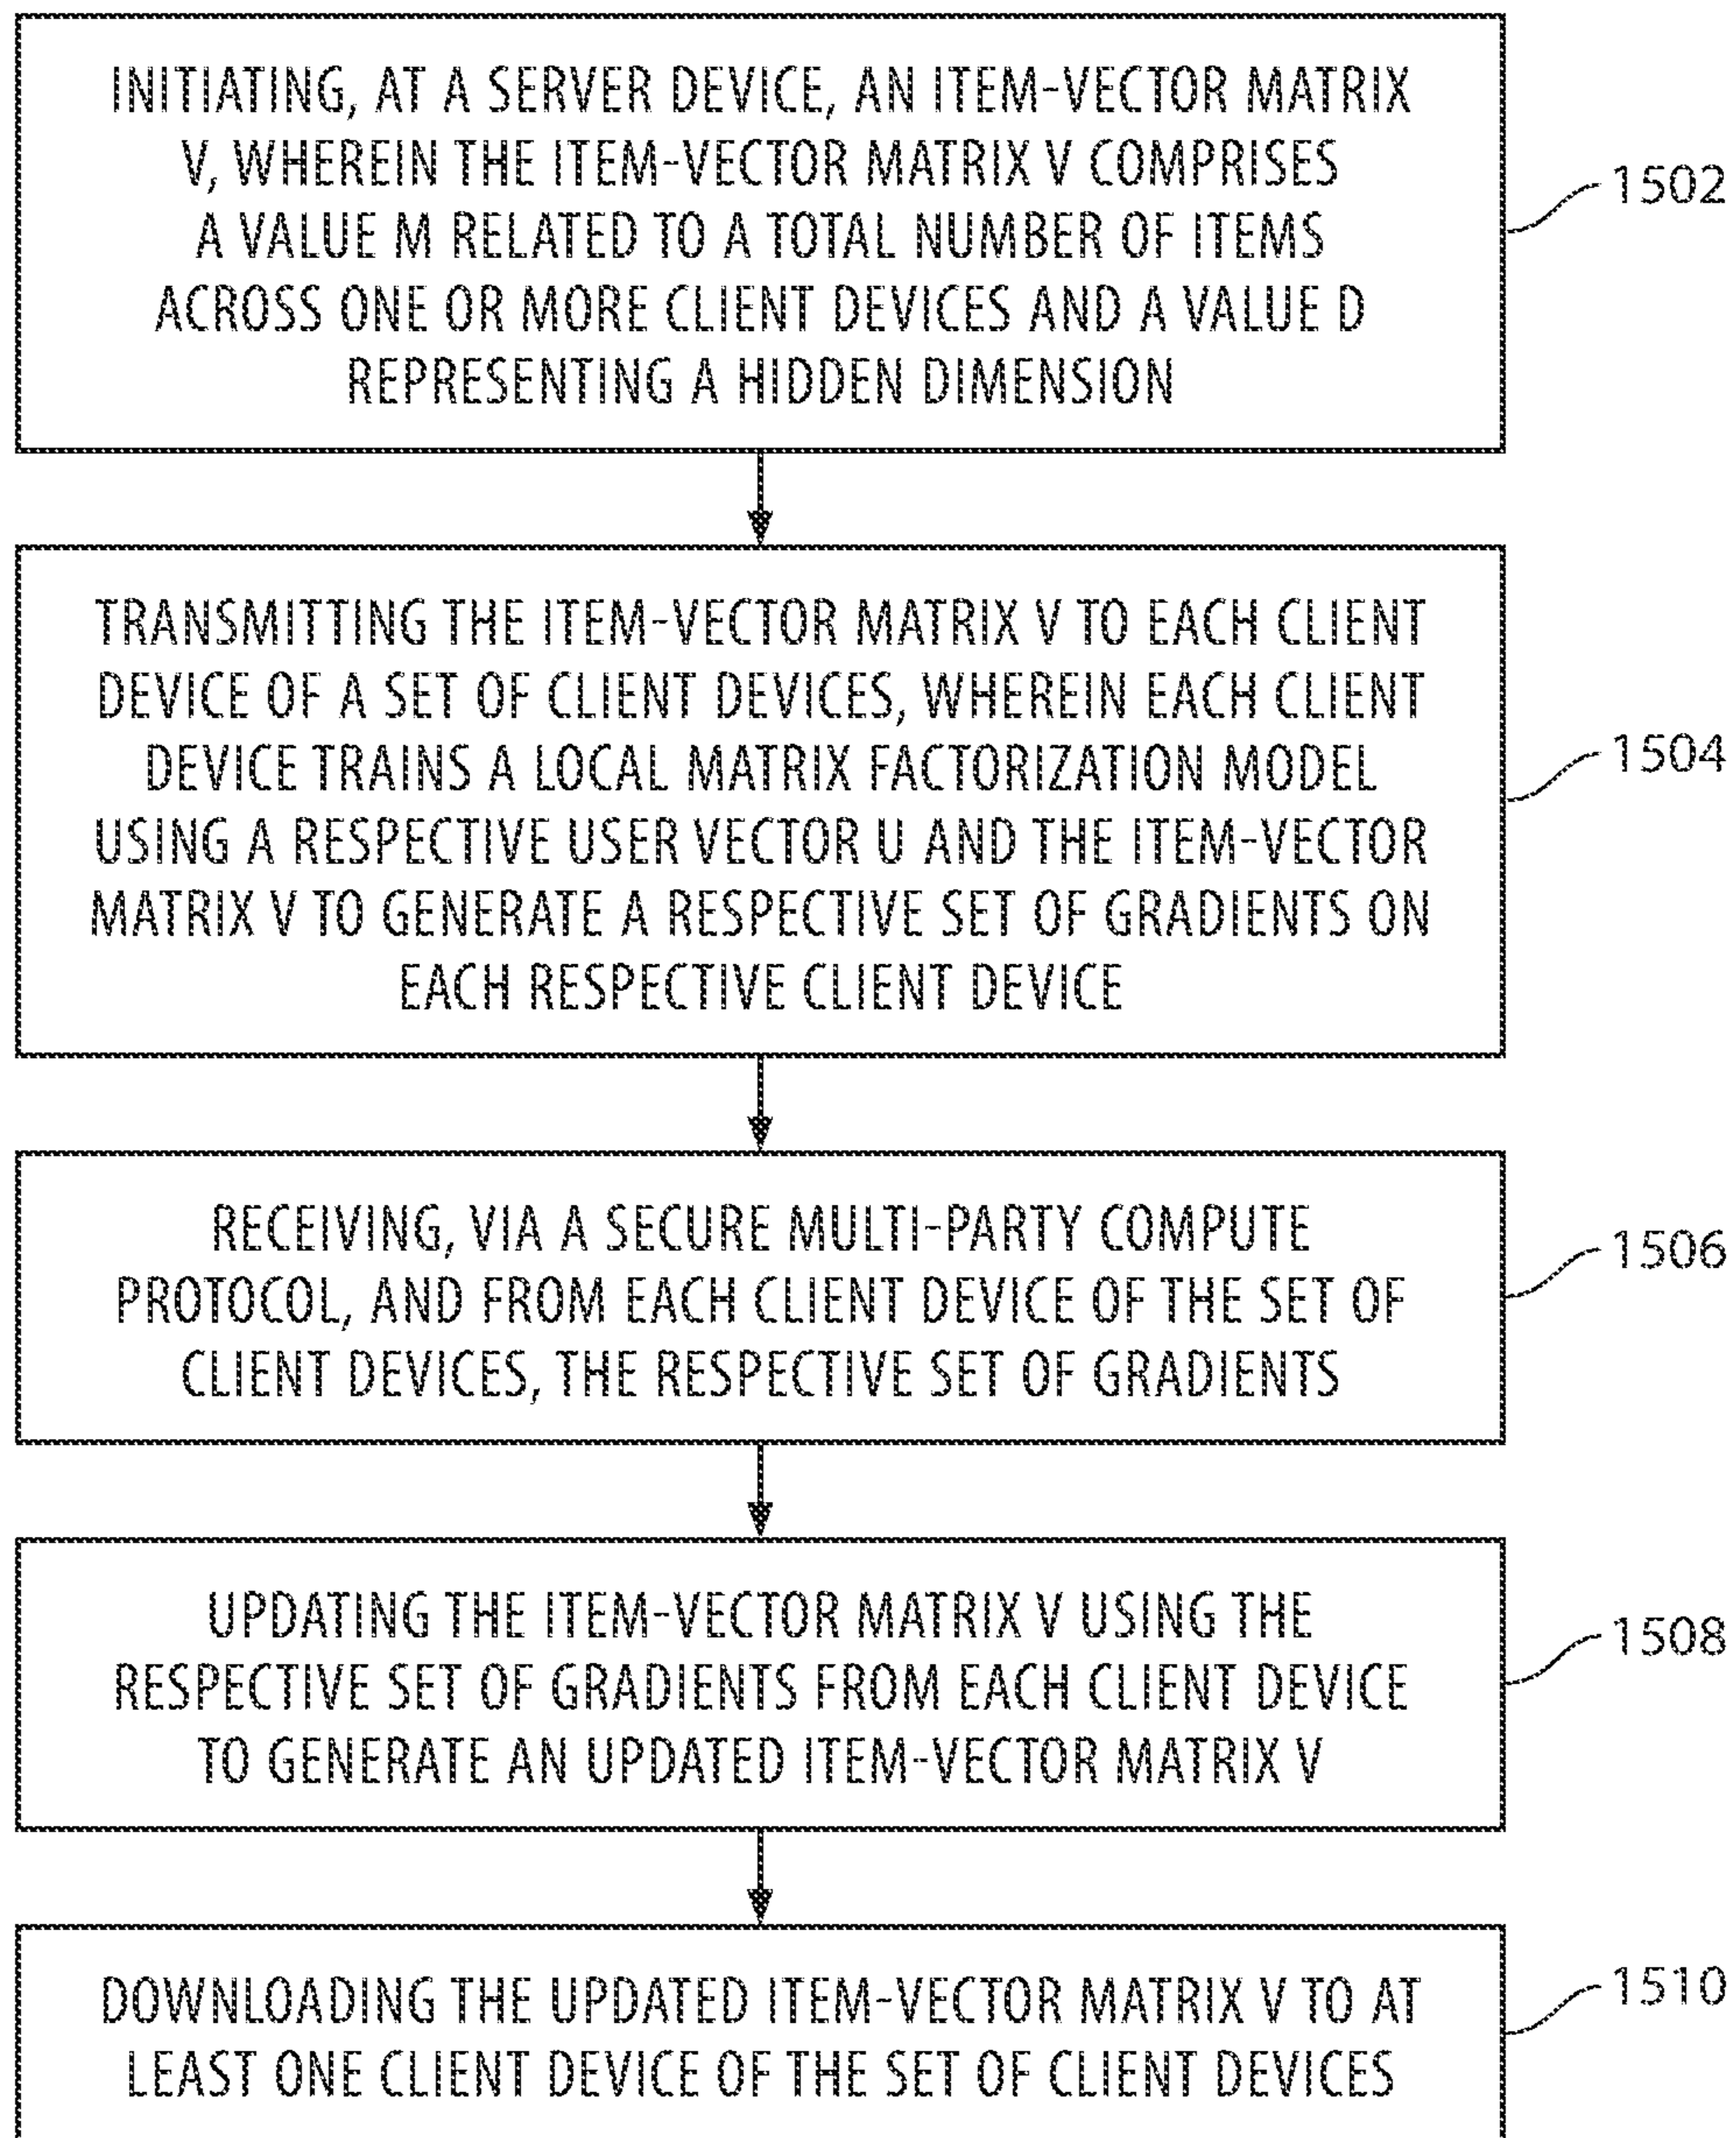 INITIATING, AT A SERVER DEVICE, AN ITEM-VECTOR MATRIX
V, WHEREIN THE ITEM-VECTOR MATRIX V COMPRISES
A VALUE M RELATED TO A TOTAL NUMBER OF ITEMS
ACROSS ONE OR MORE CLIENT DEVICES AND A VALUE D
REPRESENTING A HIDDEN DIMENSION
1502
TRANSMITTING THE ITEM-VECTOR MATRIX V TO EACH CLIENT
DEVICE OF A SET OF CLIENT DEVICES, WHEREIN EACH CLIENT
DEVICE TRAINS A LOCAL MATRIX FACTORIZATION MODEL
USING A RESPECTIVE USER VECTOR U AND THE ITEM-VECTOR
MATRIX V TO GENERATE A RESPECTIVE SET OF GRADIENTS ON
EACH RESPECTIVE CLIENT DEVICE
1504
RECEIVING, VIA A SECURE MULTI-PARTY COMPUTE
PROTOCOL, AND FROM EACH CLIENT DEVICE OF THE SET OF
CLIENT DEVICES, THE RESPECTIVE SET OF GRADIENTS
1506
UPDATING THE ITEM-VECTOR MATRIX V USING THE
RESPECTIVE SET OF GRADIENTS FROM EACH CLIENT DEVICE
TO GENERATE AN UPDATED ITEM-VECTOR MATRIX V
1508
DOWNLOADING THE UPDATED ITEM-VECTOR MATRIX V TO AT
LEAST ONE CLIENT DEVICE OF THE SET OF CLIENT DEVICES
1510